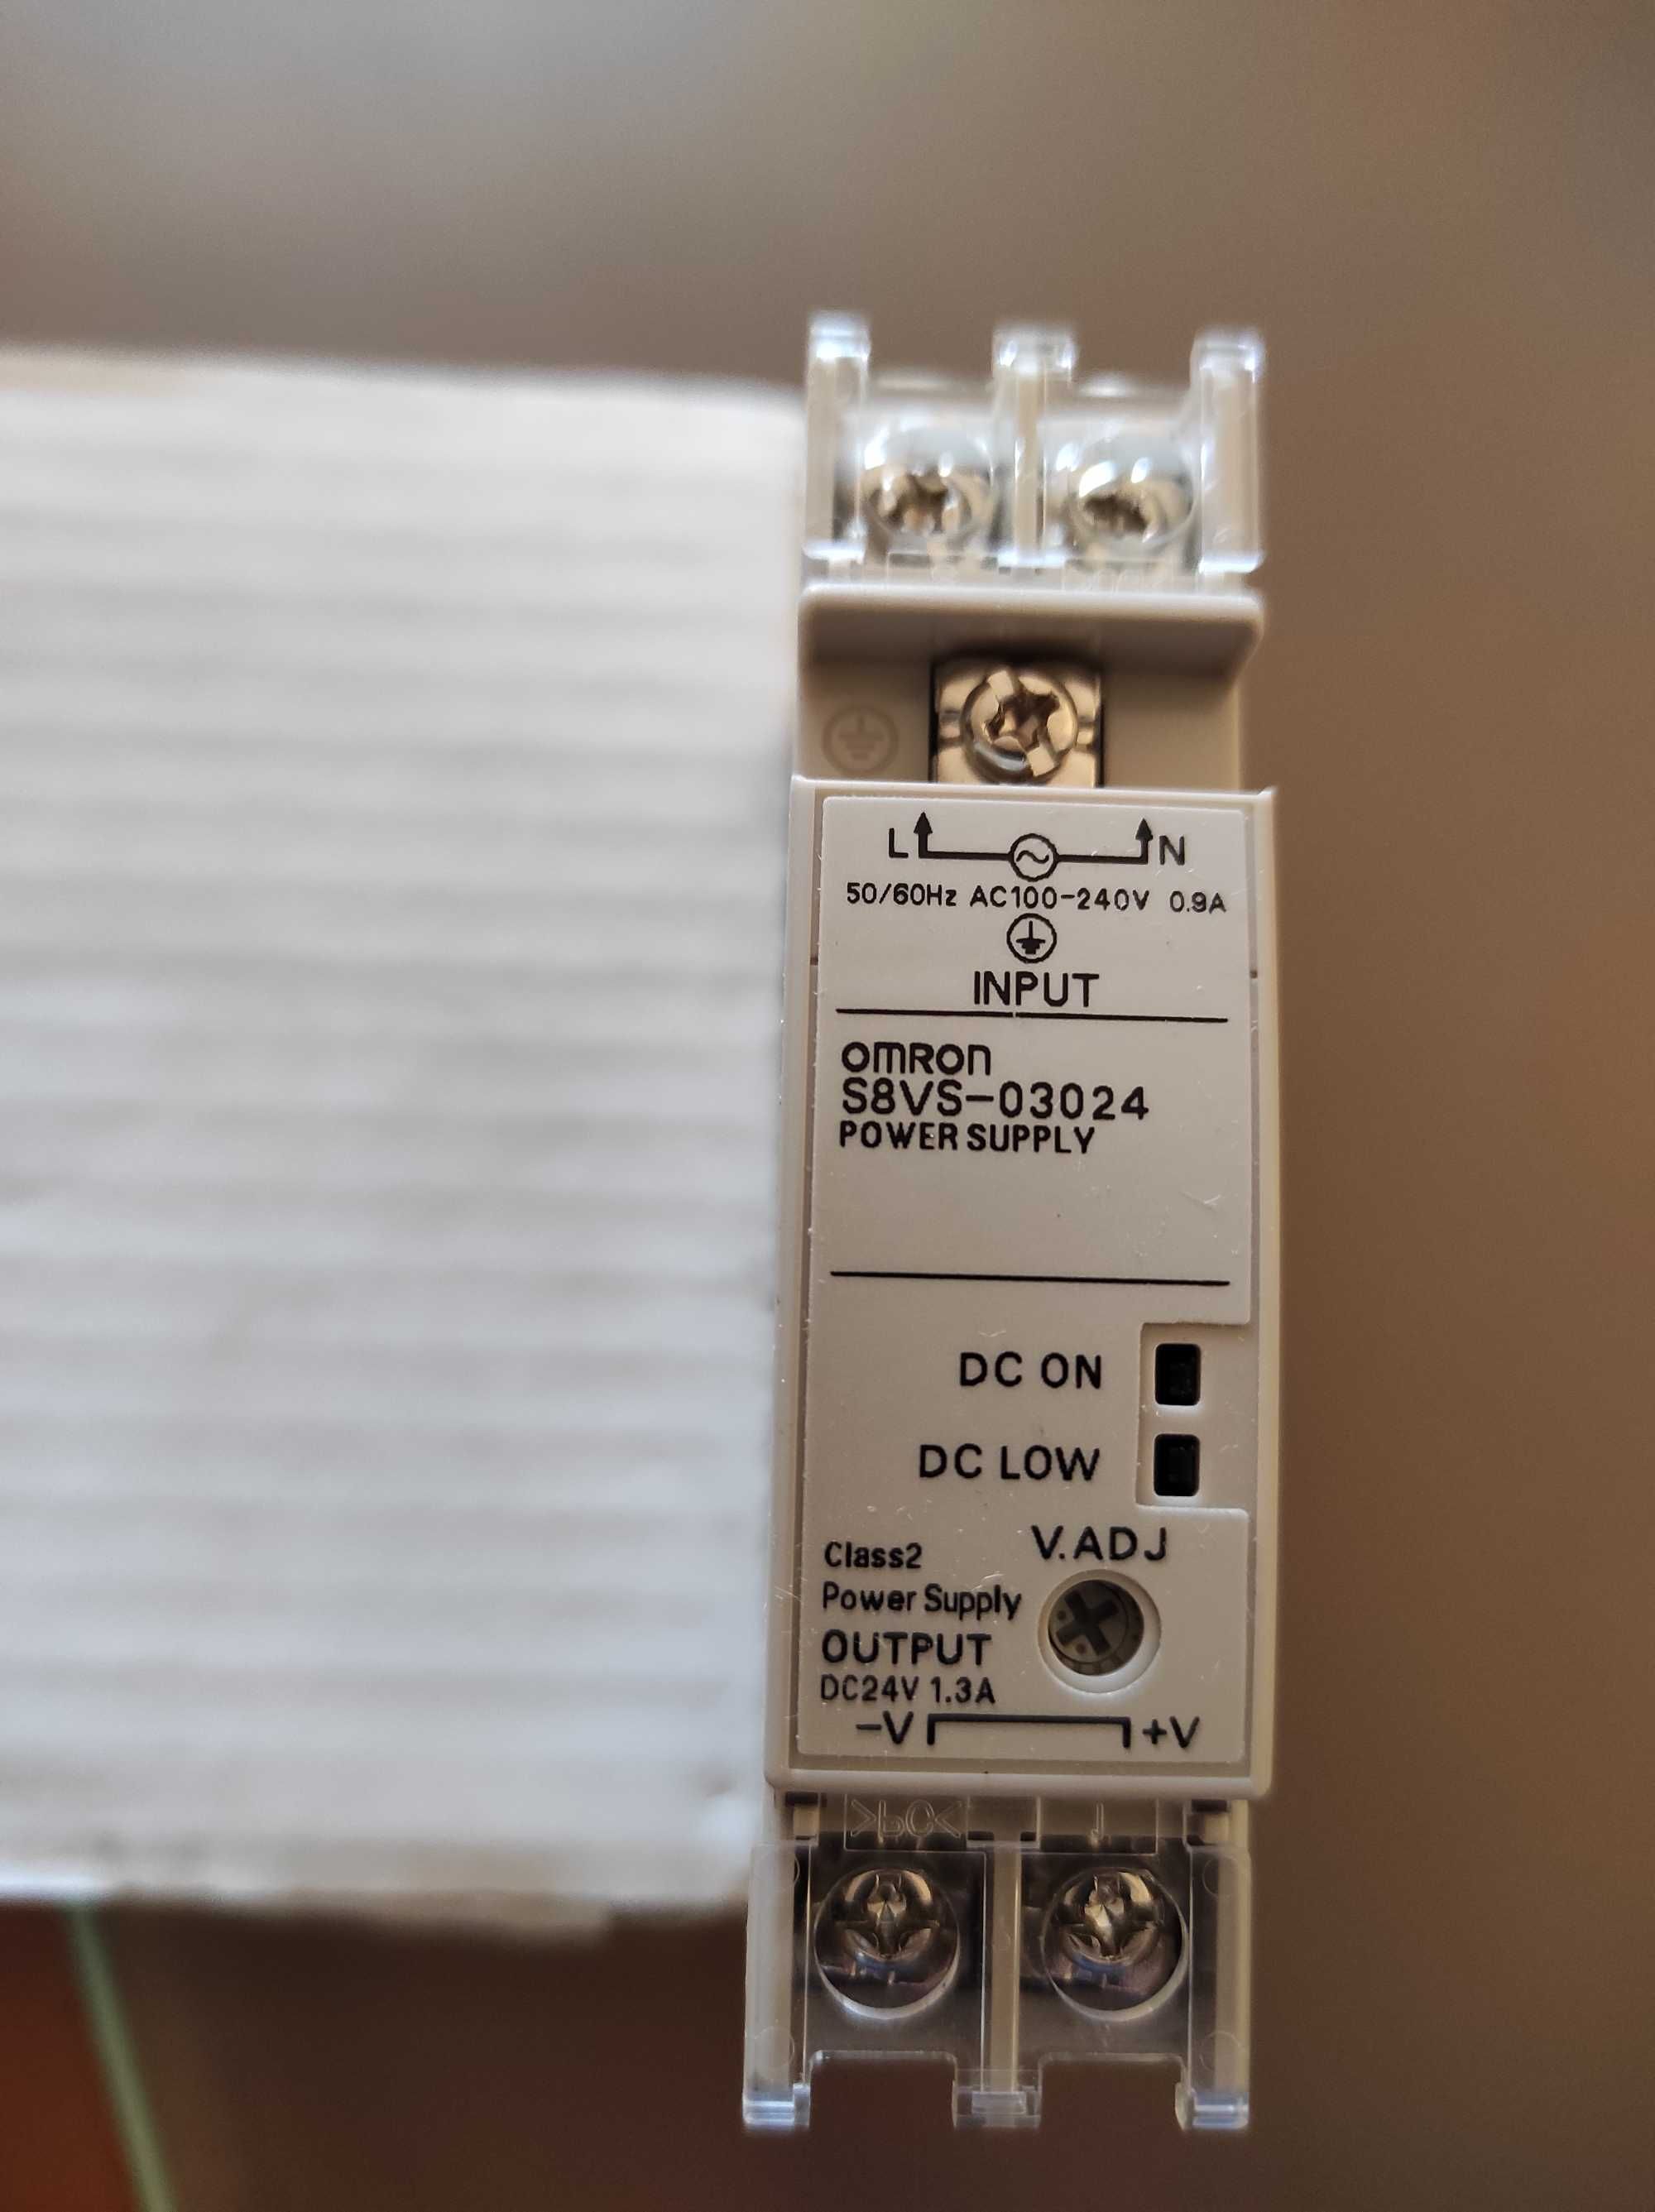 L N
50/60Hz AC100-240V 0.9A
INPUT
omron
S8VS-03024
POWER SUPPLY
DC ON
DC LOW
V.ADJ
Class2
Power Supply
OUTPUT
DC24V 1.3A
-V +V
>PC<